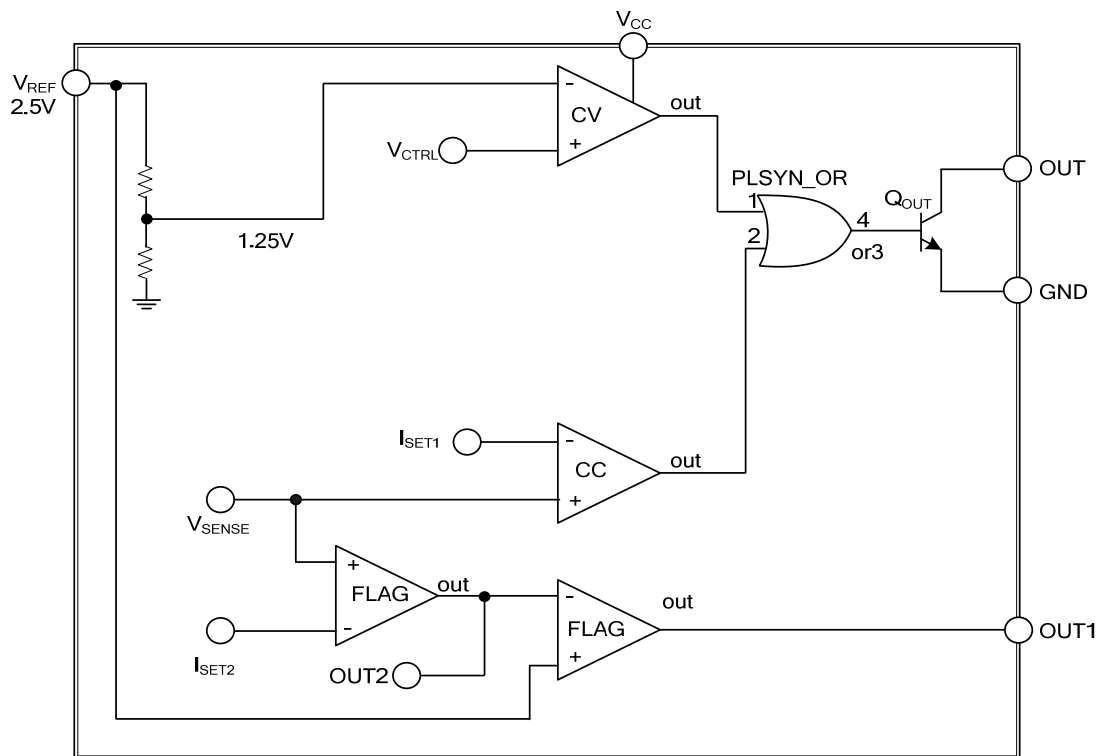 VCC
VREF
2.5V
-
CV
+
out
VCTRL
PLSYN_OR
1
2
4
or3
QOUT
OUT
1.25V
GND
ISET1
-
CC
+
out
VSENSE
+
FLAG
-
out
-
FLAG
+
out
OUT1
ISET2
OUT2